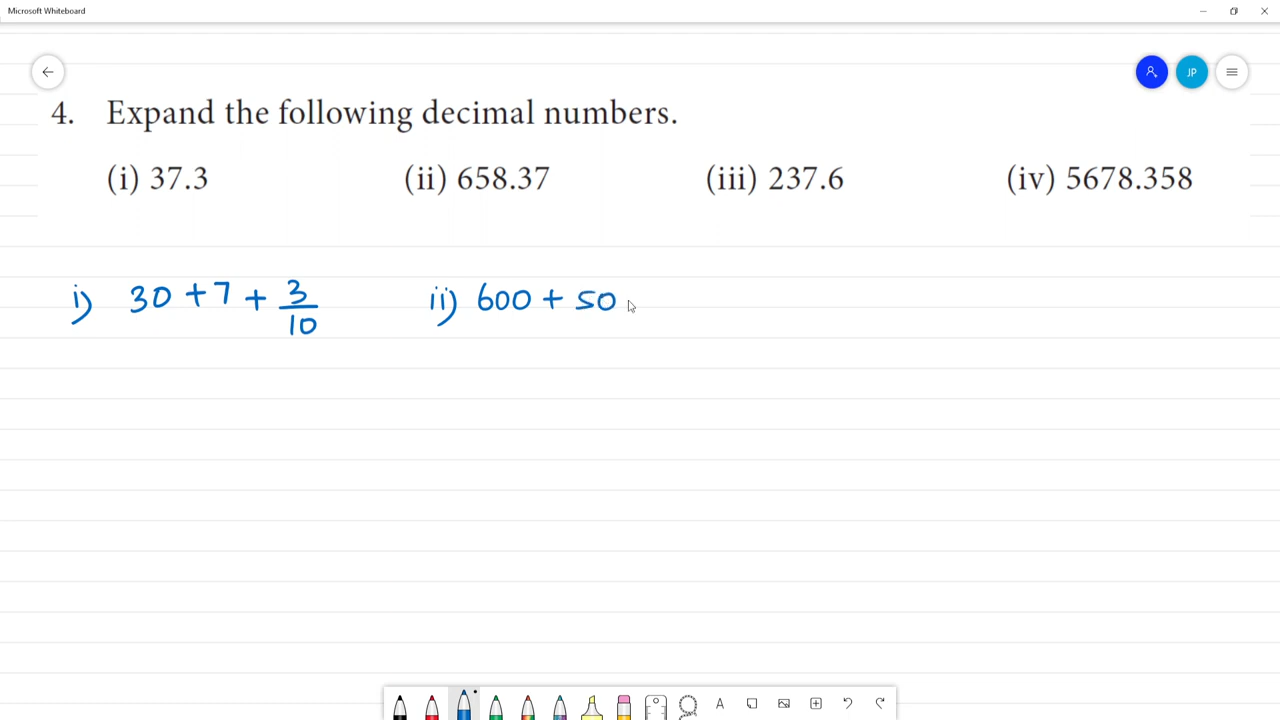 Microsoft Whiteboard
JP
4. Expand the following decimal numbers.
(i) 37.3 (ii) 658.37 (iii) 237.6 (iv) 5678.358
i) 30 + 7 + 3/10 ii) 600 + 50
A